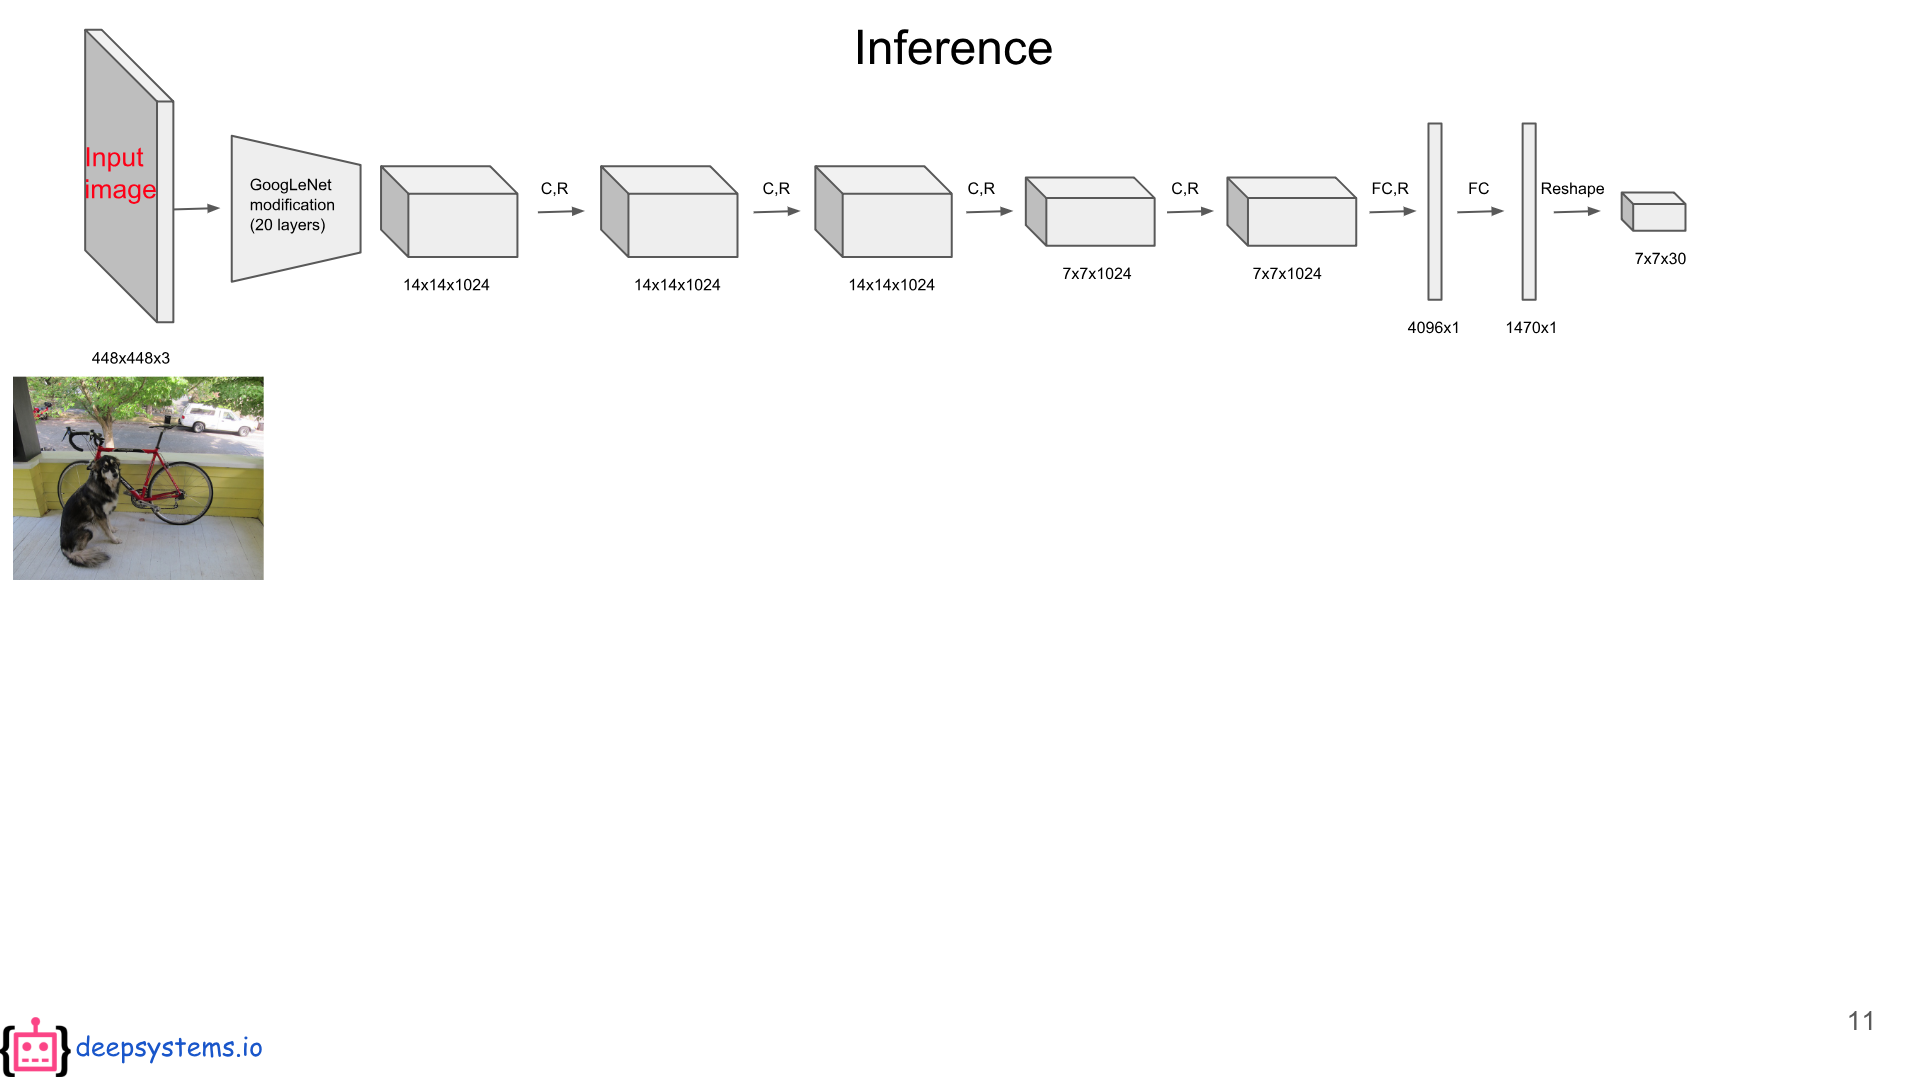 Inference
Input
image
GoogLeNet
modification
(20 layers)
C,R
C,R
C,R
C,R
FC,R
FC
Reshape
14x14x1024
14x14x1024
14x14x1024
7x7x1024
7x7x1024
4096x1
1470x1
7x7x30
448x448x3
{ } deepsystems.io
11